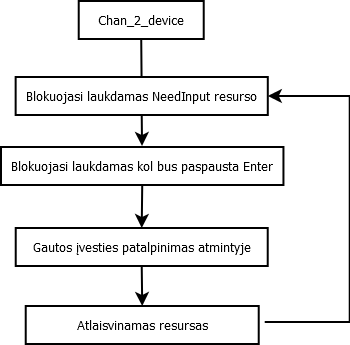 Chan_2_device
Blokuojasi laukdamas NeedInput resurso
Blokuojasi laukdamas kol bus paspausta Enter
Gautos įvesties patalpinimas atmintyje
Atlaisvinamas resursas